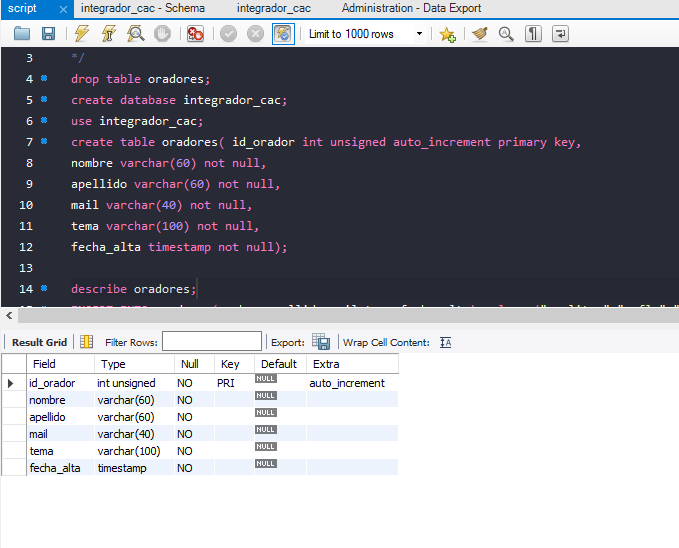 script × integrador_cac - Schema integrador_cac Administration - Data Export
Limit to 1000 rows
3 */
4 drop table oradores;
5 create database integrador_cac;
6 use integrador_cac;
7 create table oradores( id_orador int unsigned auto_increment primary key,
8 nombre varchar(60) not null,
9 apellido varchar(60) not null,
10 mail varchar(40) not null,
11 tema varchar(100) not null,
12 fecha_alta timestamp not null);
13
14 describe oradores;
Result Grid Filter Rows: Export: Wrap Cell Content:
Field Type Null Key Default Extra
id_orador int unsigned NO PRI NULL auto_increment
nombre varchar(60) NO NULL
apellido varchar(60) NO NULL
mail varchar(40) NO NULL
tema varchar(100) NO NULL
fecha_alta timestamp NO NULL